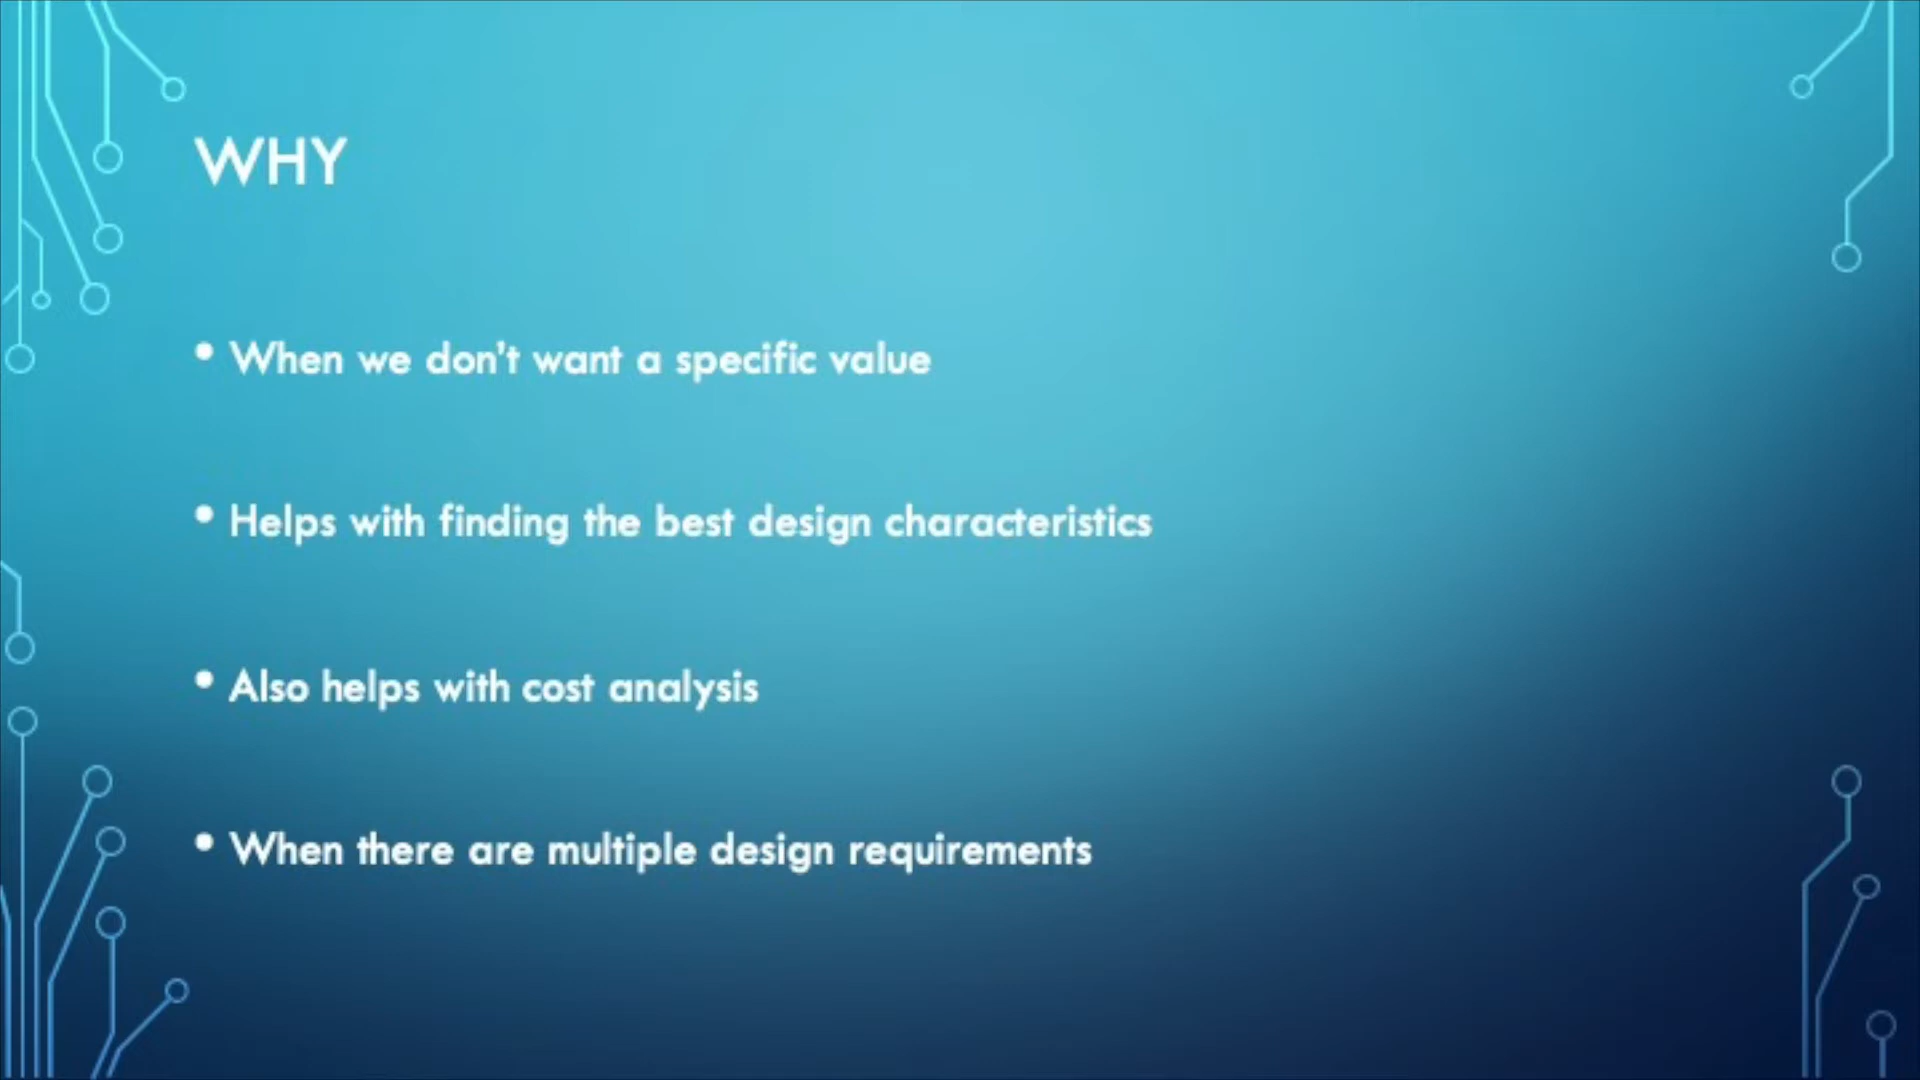 WHY
• When we don't want a specific value
• Helps with finding the best design characteristics
• Also helps with cost analysis
• When there are multiple design requirements